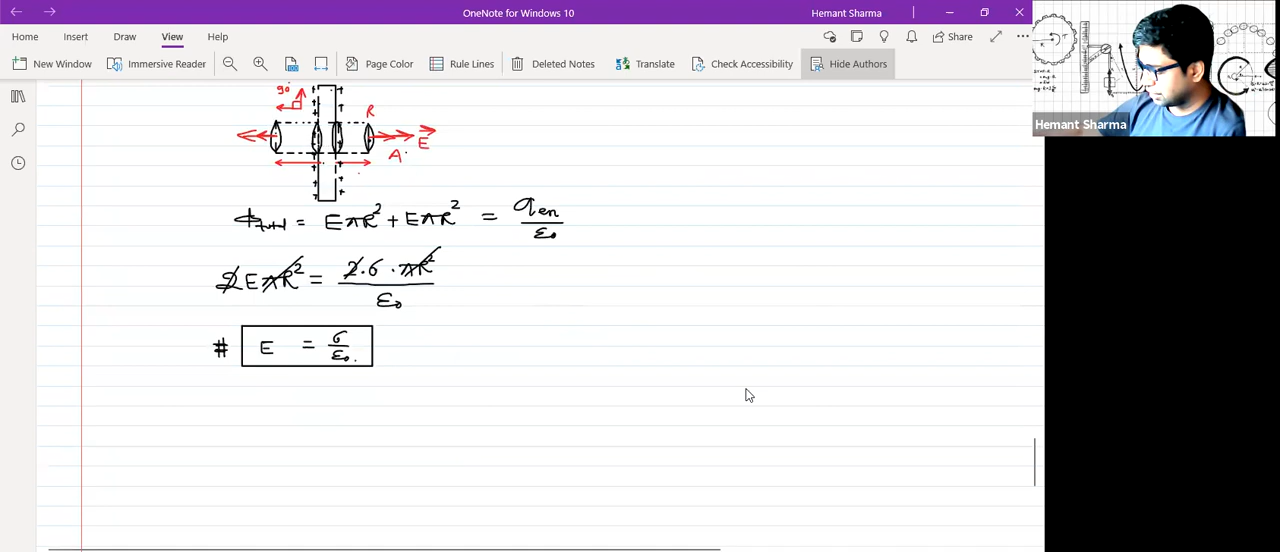 OneNote for Windows 10
Hemant Sharma
Home Insert Draw View Help
Share
New Window Immersive Reader Page Color Rule Lines Deleted Notes Translate Check Accessibility Hide Authors
Hemant Sharma
90°
R
E
A
Φtotal = EπR² + EπR² = qen/ε₀
2EπR² = 2.σ.πR²/ε₀
# E = σ/ε₀.